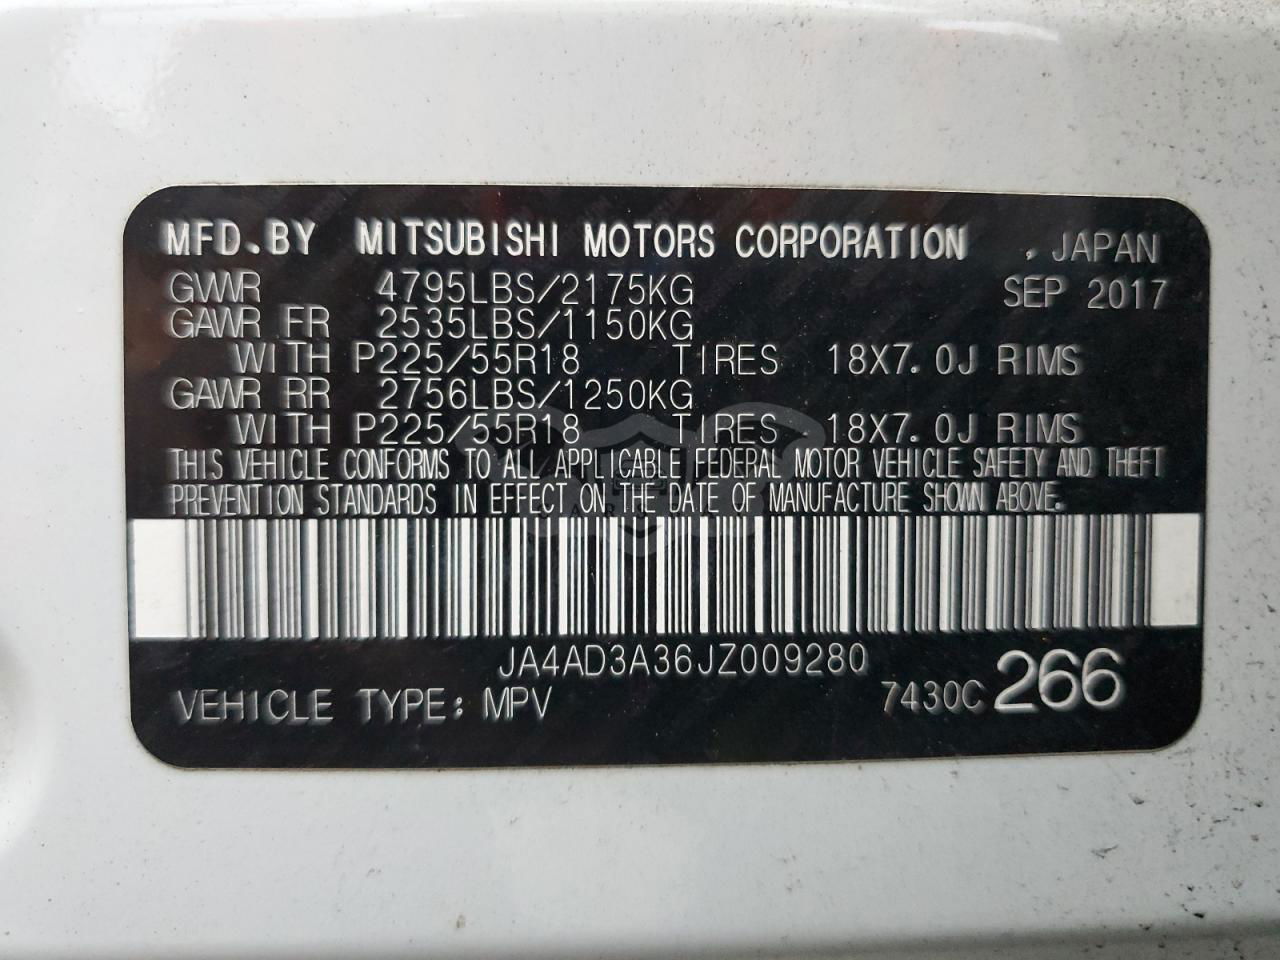 MFD.BY MITSUBISHI MOTORS CORPORATION , JAPAN
GVWR 4795LBS/2175KG SEP 2017
GAWR FR 2535LBS/1150KG
WITH P225/55R18 TIRES 18X7.0J RIMS
GAWR RR 2756LBS/1250KG
WITH P225/55R18 TIRES 18X7.0J RIMS
THIS VEHICLE CONFORMS TO ALL APPLICABLE FEDERAL MOTOR VEHICLE SAFETY AND THEFT
PREVENTION STANDARDS IN EFFECT ON THE DATE OF MANUFACTURE SHOWN ABOVE.
JA4AD3A36JZ009280
VEHICLE TYPE: MPV 7430C 266